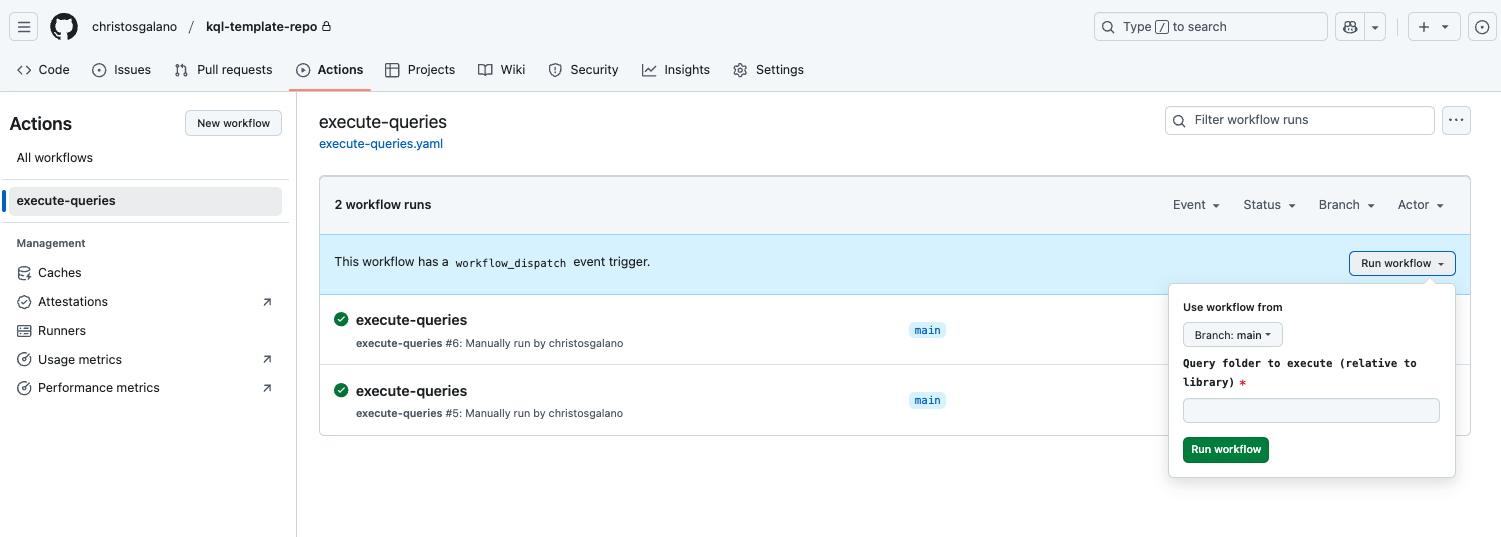 christosgalano / kql-template-repo
Type / to search
Code
Issues
Pull requests
Actions
Projects
Wiki
Security
Insights
Settings
Actions
New workflow
All workflows
execute-queries
Management
Caches
Attestations
Runners
Usage metrics
Performance metrics
execute-queries
execute-queries.yaml
Filter workflow runs
2 workflow runs
Event
Status
Branch
Actor
This workflow has a workflow_dispatch event trigger.
Run workflow
execute-queries
execute-queries #6: Manually run by christosgalano
main
execute-queries
execute-queries #5: Manually run by christosgalano
main
Use workflow from
Branch: main
Query folder to execute (relative to
library) *
Run workflow